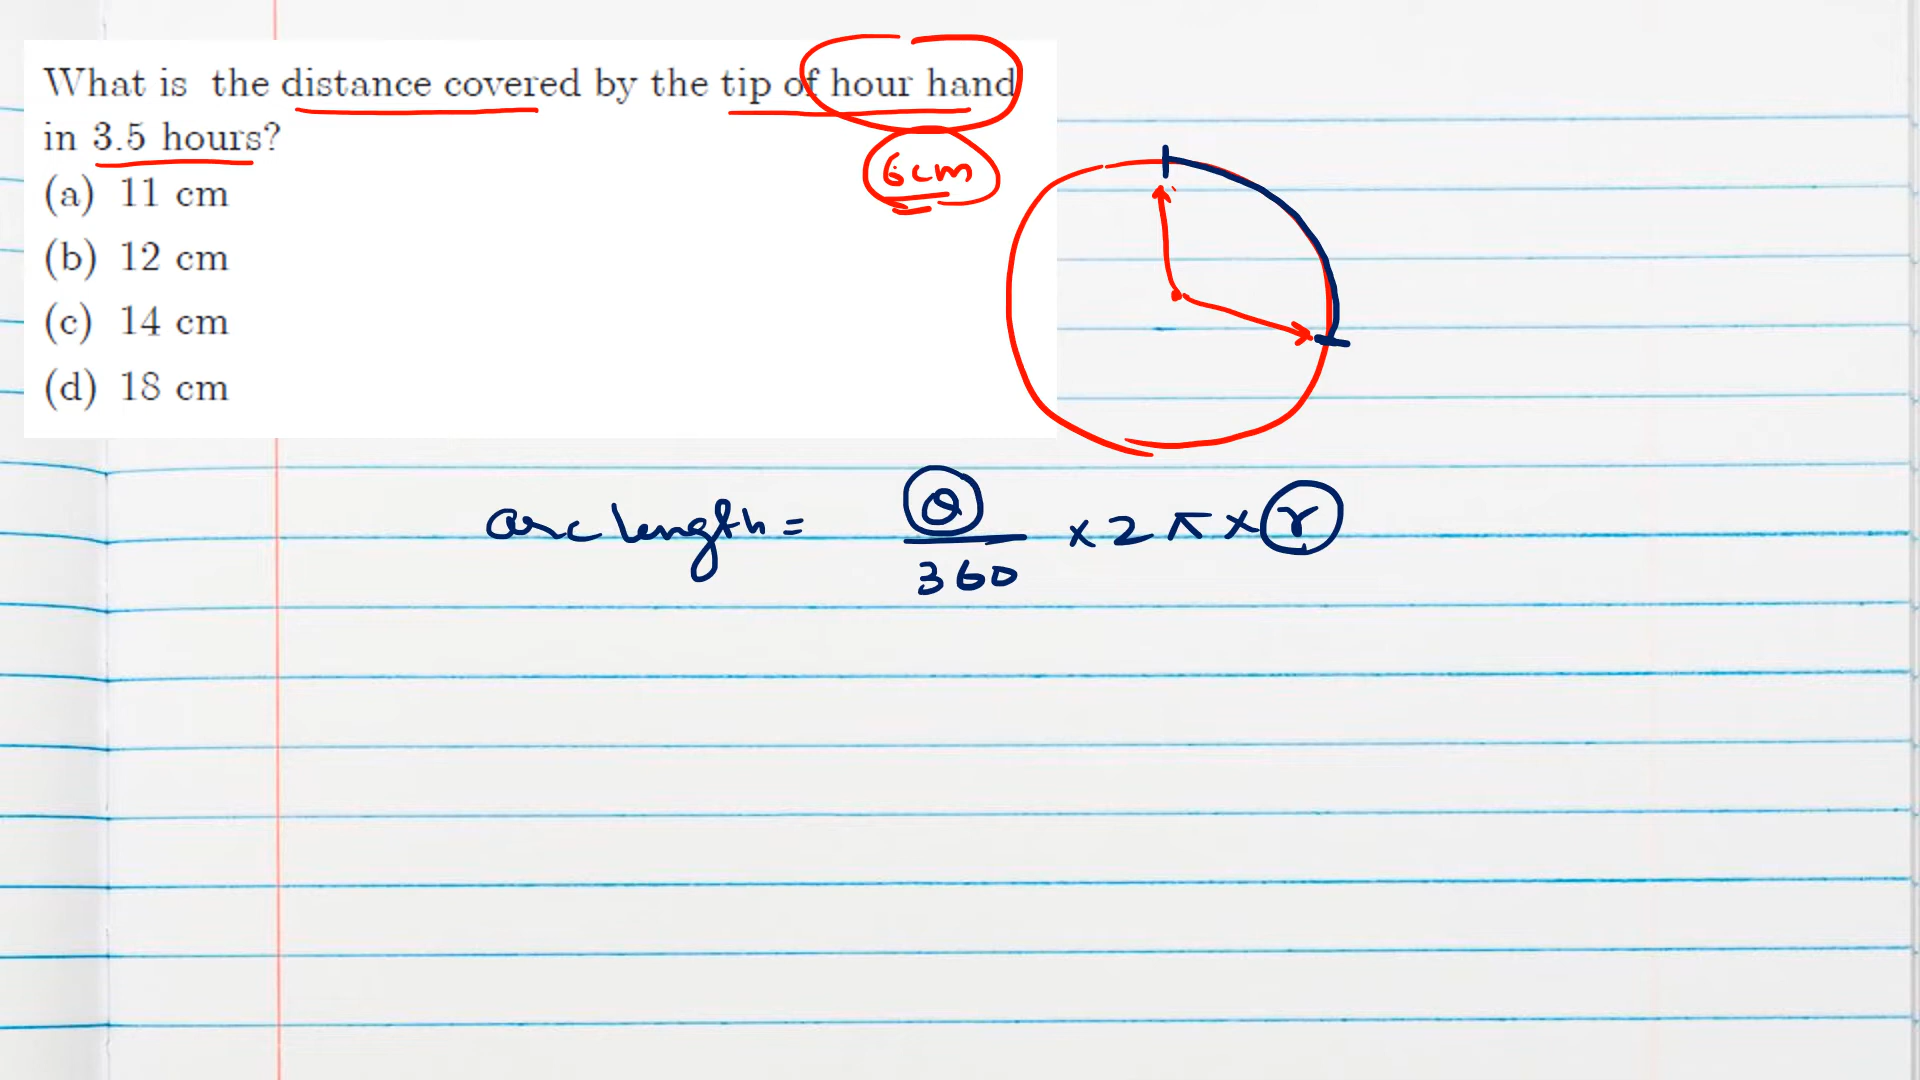 What is the distance covered by the tip of hour hand
in 3.5 hours?
6cm
(a) 11 cm
(b) 12 cm
(c) 14 cm
(d) 18 cm
arc length = θ/360 × 2π × r